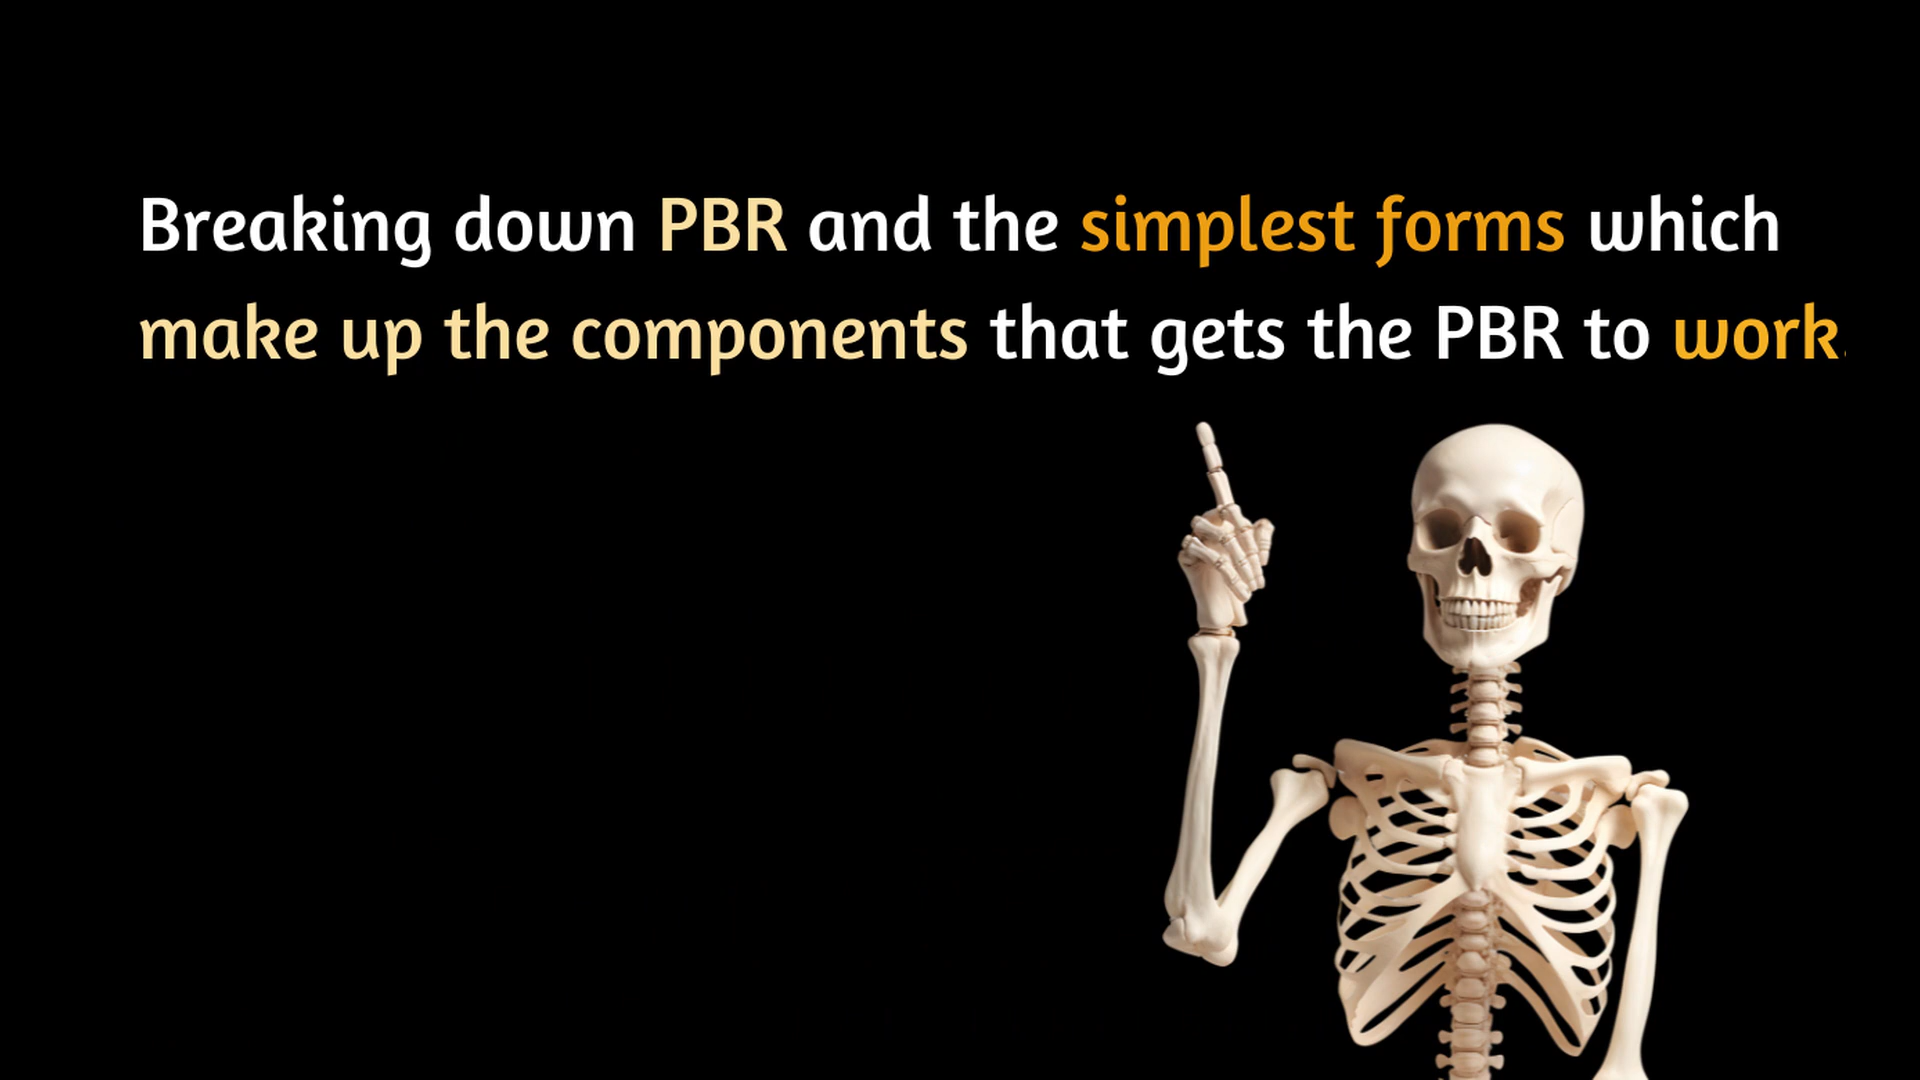 Breaking down PBR and the simplest forms which
make up the components that gets the PBR to work.